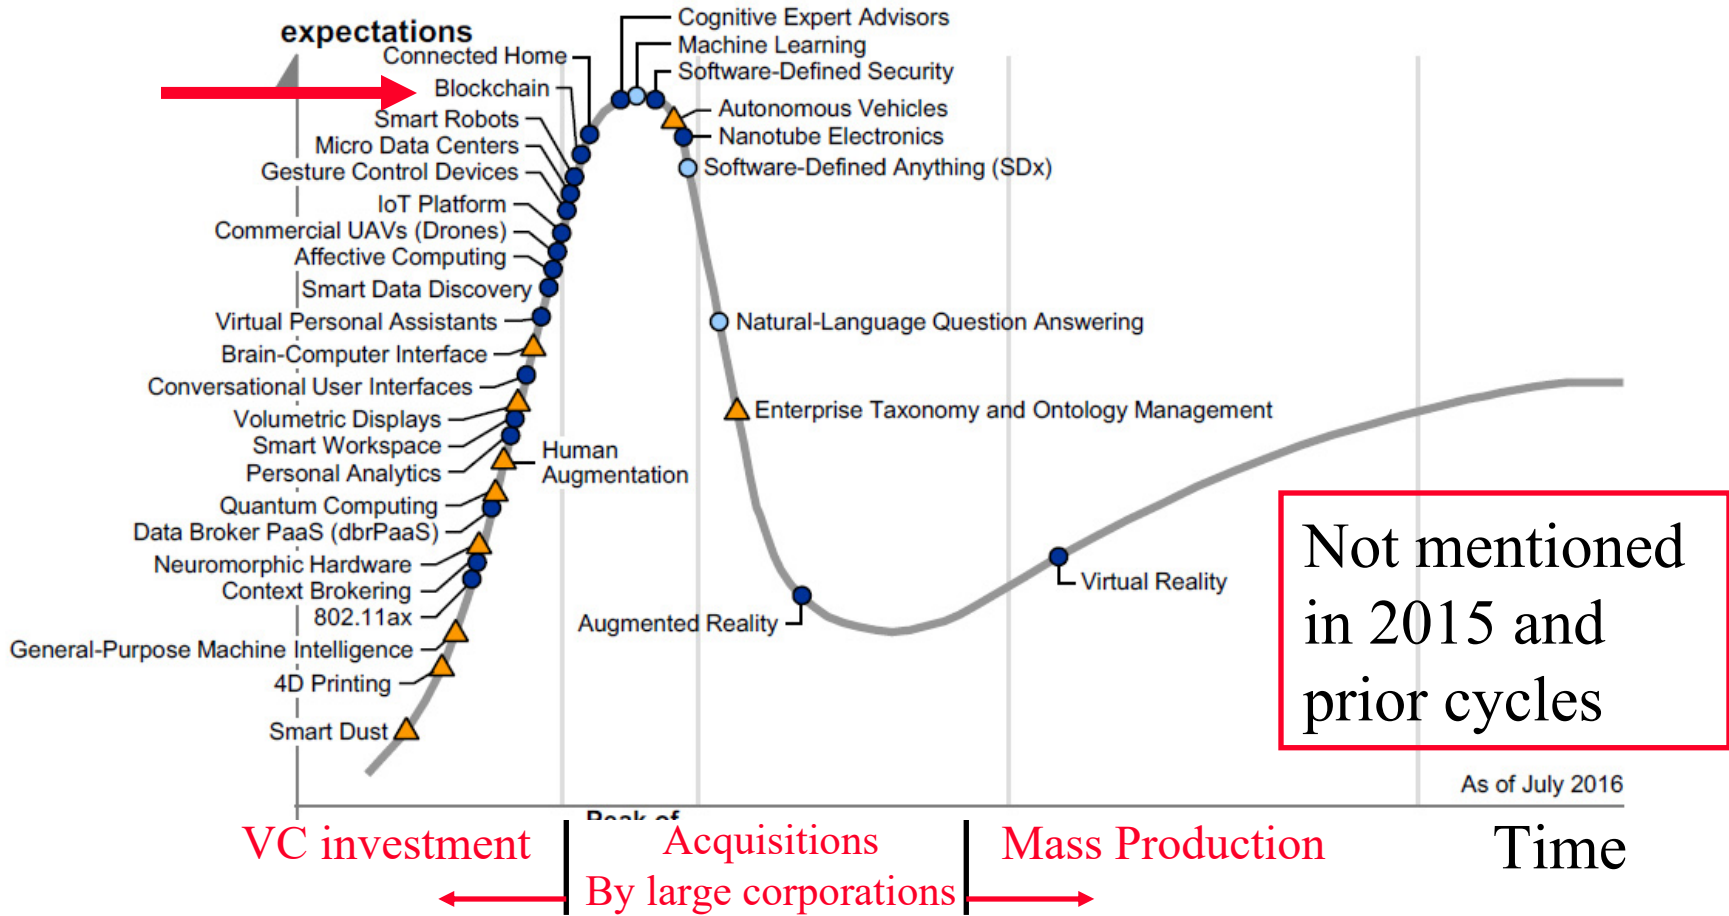 expectations
Connected Home
Blockchain
Smart Robots
Micro Data Centers
Gesture Control Devices
IoT Platform
Commercial UAVs (Drones)
Affective Computing
Smart Data Discovery
Virtual Personal Assistants
Brain-Computer Interface
Conversational User Interfaces
Volumetric Displays
Smart Workspace
Personal Analytics
Quantum Computing
Data Broker PaaS (dbrPaaS)
Neuromorphic Hardware
Context Brokering
802.11ax
General-Purpose Machine Intelligence
4D Printing
Smart Dust
Human
Augmentation
Cognitive Expert Advisors
Machine Learning
Software-Defined Security
Autonomous Vehicles
Nanotube Electronics
Software-Defined Anything (SDx)
Natural-Language Question Answering
Enterprise Taxonomy and Ontology Management
Augmented Reality
Virtual Reality
Not mentioned
in 2015 and
prior cycles
As of July 2016
Peak of
VC investment
Acquisitions
By large corporations
Mass Production
Time